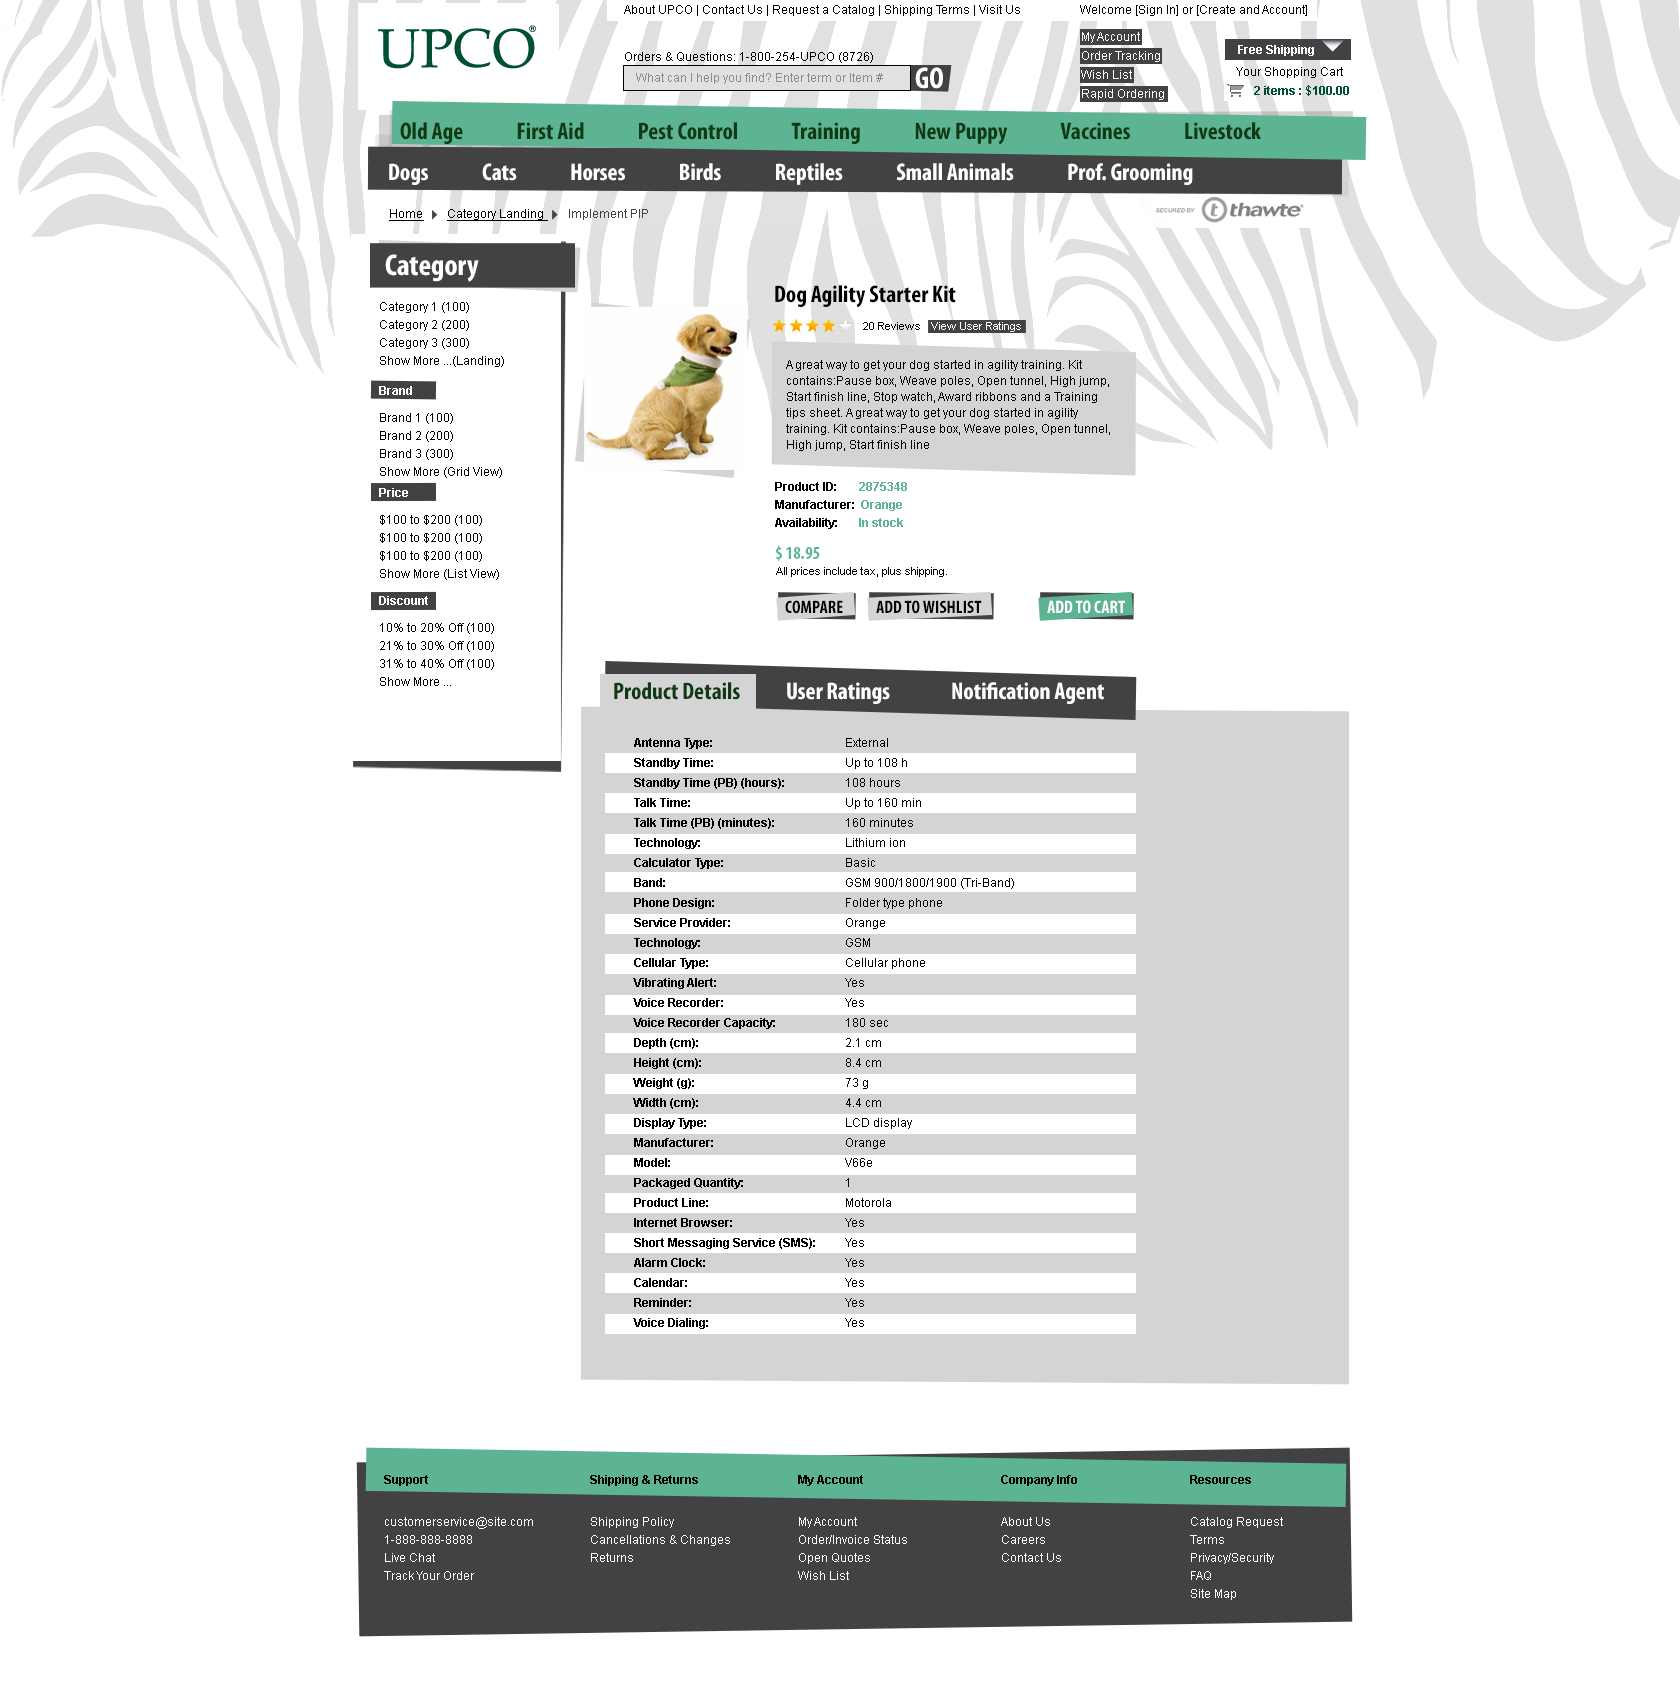 About UPCO | Contact Us | Request a Catalog | Shipping Terms | Visit Us
Welcome [Sign In] or [Create and Account]
UPCO®
My Account
Order Tracking
Wish List
Rapid Ordering
Free Shipping
Your Shopping Cart
2 items : $100.00
Orders & Questions: 1-800-254-UPCO (8726)
What can I help you find? Enter term or Item #
GO
Old Age First Aid Pest Control Training New Puppy Vaccines Livestock
Dogs Cats Horses Birds Reptiles Small Animals Prof. Grooming
Home Category Landing Implement PIP
SECURED BY thawte
Category
Category 1 (100)
Category 2 (200)
Category 3 (300)
Show More ...(Landing)
Brand
Brand 1 (100)
Brand 2 (200)
Brand 3 (300)
Show More (Grid View)
Price
$100 to $200 (100)
$100 to $200 (100)
$100 to $200 (100)
Show More (List View)
Discount
10% to 20% Off (100)
21% to 30% Off (100)
31% to 40% Off (100)
Show More ...
Dog Agility Starter Kit
20 Reviews View User Ratings
A great way to get your dog started in agility training. Kit
contains:Pause box, Weave poles, Open tunnel, High jump,
Start finish line, Stop watch, Award ribbons and a Training
tips sheet. A great way to get your dog started in agility
training. Kit contains:Pause box, Weave poles, Open tunnel,
High jump, Start finish line
Product ID: 2875348
Manufacturer: Orange
Availability: In stock
$ 18.95
All prices include tax, plus shipping.
COMPARE ADD TO WISHLIST ADD TO CART
Product Details User Ratings Notification Agent
Antenna Type: External
Standby Time: Up to 108 h
Standby Time (PB) (hours): 108 hours
Talk Time: Up to 160 min
Talk Time (PB) (minutes): 160 minutes
Technology: Lithium ion
Calculator Type: Basic
Band: GSM 900/1800/1900 (Tri-Band)
Phone Design: Folder type phone
Service Provider: Orange
Technology: GSM
Cellular Type: Cellular phone
Vibrating Alert: Yes
Voice Recorder: Yes
Voice Recorder Capacity: 180 sec
Depth (cm): 2.1 cm
Height (cm): 8.4 cm
Weight (g): 73 g
Width (cm): 4.4 cm
Display Type: LCD display
Manufacturer: Orange
Model: V66e
Packaged Quantity: 1
Product Line: Motorola
Internet Browser: Yes
Short Messaging Service (SMS): Yes
Alarm Clock: Yes
Calendar: Yes
Reminder: Yes
Voice Dialing: Yes
Support
customerservice@site.com
1-888-888-8888
Live Chat
Track Your Order
Shipping & Returns
Shipping Policy
Cancellations & Changes
Returns
My Account
My Account
Order/Invoice Status
Open Quotes
Wish List
Company Info
About Us
Careers
Contact Us
Resources
Catalog Request
Terms
Privacy/Security
FAQ
Site Map